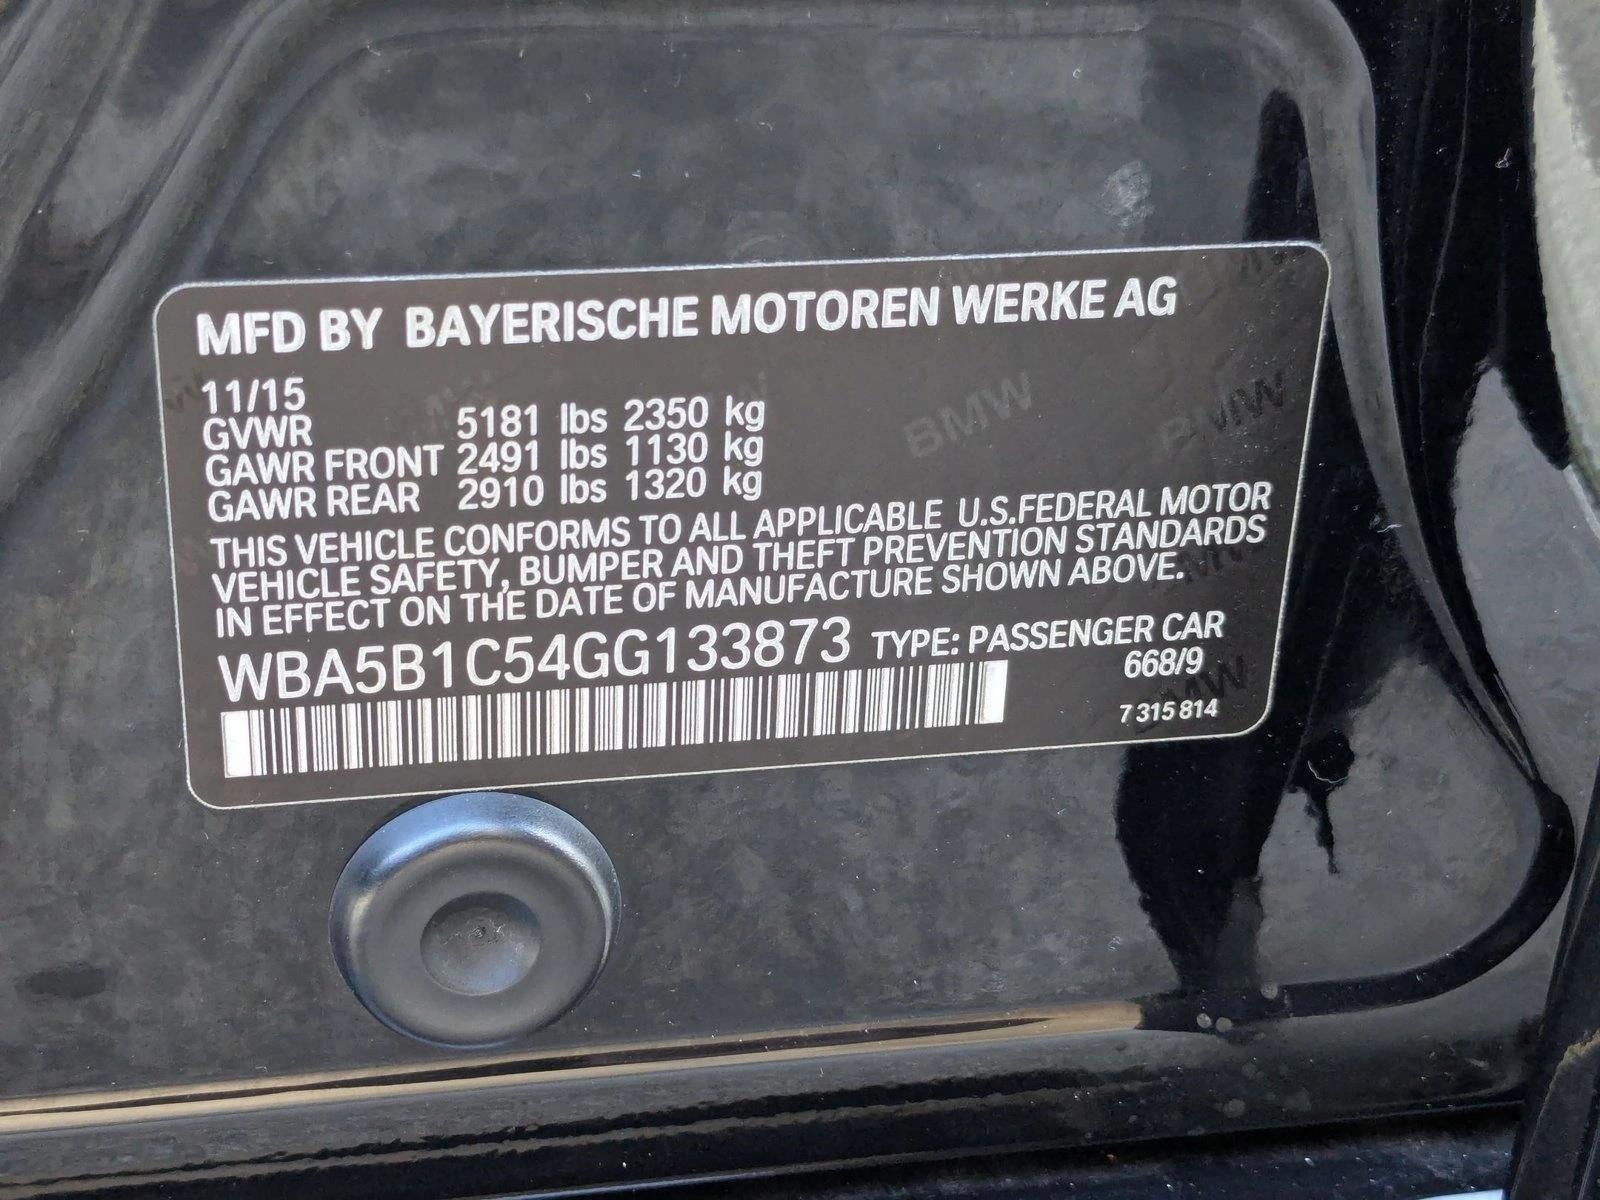 MFD BY BAYERISCHE MOTOREN WERKE AG
11/15
GVWR 5181 lbs 2350 kg
GAWR FRONT 2491 lbs 1130 kg
GAWR REAR 2910 lbs 1320 kg
THIS VEHICLE CONFORMS TO ALL APPLICABLE U.S.FEDERAL MOTOR
VEHICLE SAFETY, BUMPER AND THEFT PREVENTION STANDARDS
IN EFFECT ON THE DATE OF MANUFACTURE SHOWN ABOVE.
WBA5B1C54GG133873 TYPE: PASSENGER CAR
668/9
7 315 814
BMW
BMW
BMW